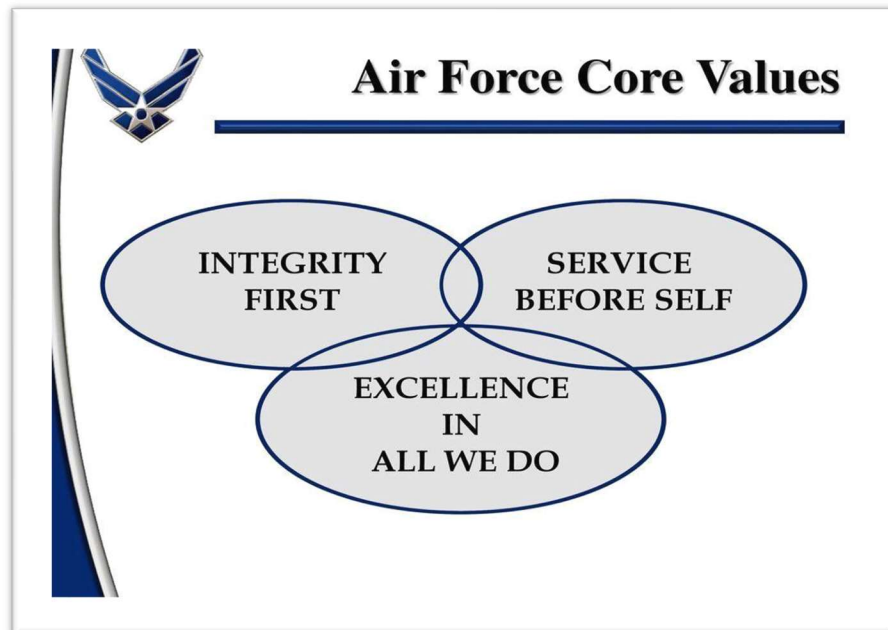 Air Force Core Values
INTEGRITY
FIRST
SERVICE
BEFORE SELF
EXCELLENCE
IN
ALL WE DO